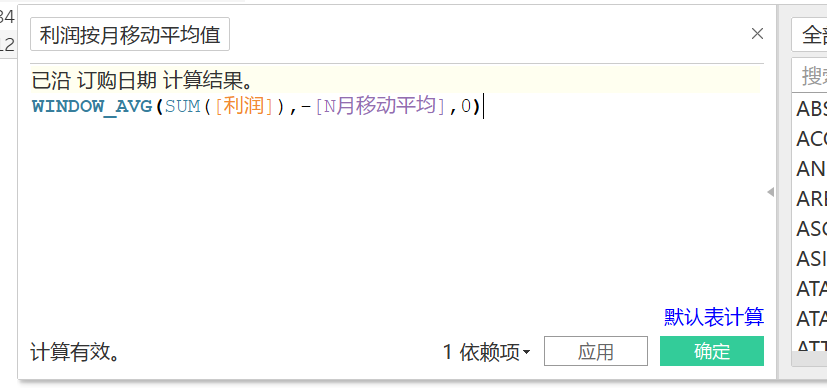 34
12
利润按月移动平均值
已沿 订购日期 计算结果。
WINDOW_AVG(SUM([利润]),-[N月移动平均],0)
默认表计算
计算有效。
1 依赖项
应用
确定
全部
搜索
ABS
ACO
AN
ARE
ASC
ASI
ATA
ATA
ATT